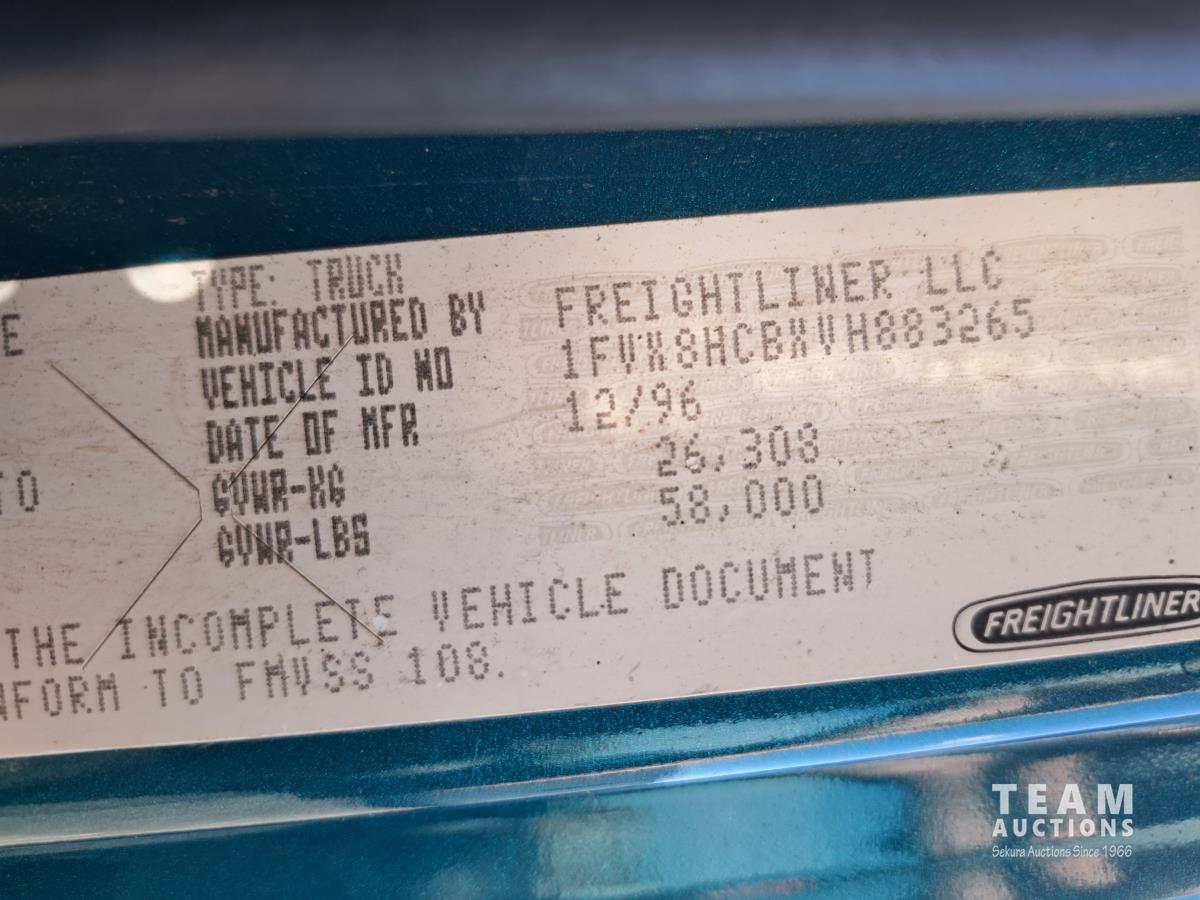 TYPE: TRUCK
MANUFACTURED BY FREIGHTLINER LLC
E VEHICLE ID NO 1FVX8HCBXVH883265
DATE OF MFR 12/96
GVWR-KG 26,308
TO GVWR-LBS 58,000
THE INCOMPLETE VEHICLE DOCUMENT
NFORM TO FMVSS 108.
FREIGHTLINER
TEAM
AUCTIONS
Sekura Auctions Since 1966